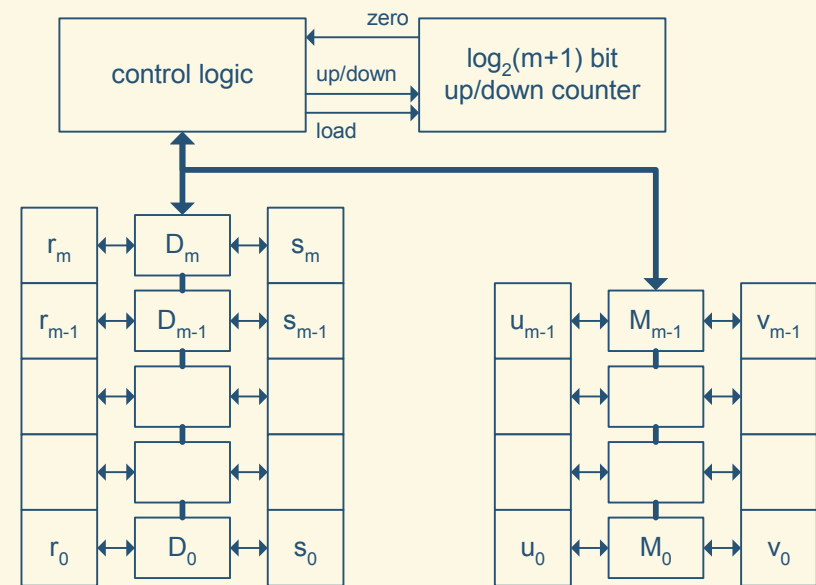 zero
control logic
up/down
load
log₂(m+1) bit
up/down counter
rₘ Dₘ sₘ
rₘ₋₁ Dₘ₋₁ sₘ₋₁ uₘ₋₁ Mₘ₋₁ vₘ₋₁
r₀ D₀ s₀ u₀ M₀ v₀